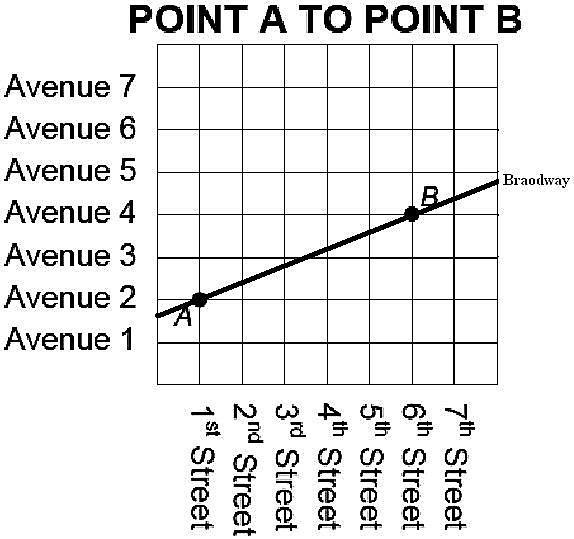 POINT A TO POINT B
Avenue 7
Avenue 6
Avenue 5
Braodway
B
Avenue 4
Avenue 3
Avenue 2
A
Avenue 1
1st Street
2nd Street
3rd Street
4th Street
5th Street
6th Street
7th Street